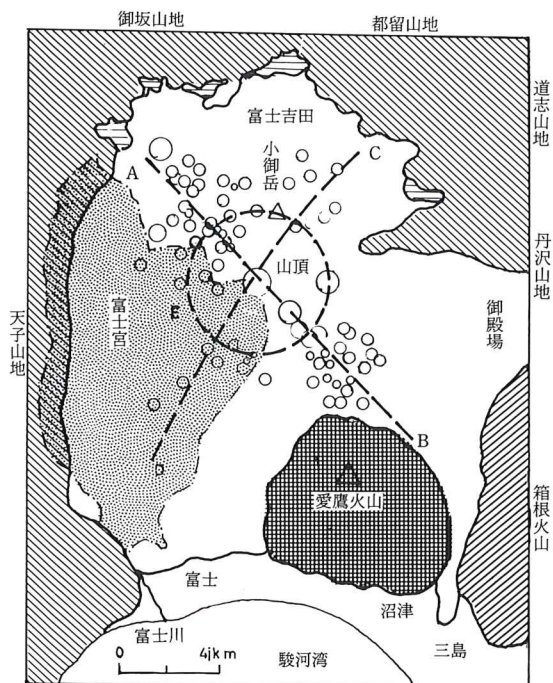 御坂山地
都留山地
道志山地
富士吉田
小御岳
A
C
丹沢山地
山頂
E
富士宮
御殿場
天子山地
D
B
愛鷹火山
箱根火山
富士
沼津
富士川
0 4jkm
駿河湾
三島